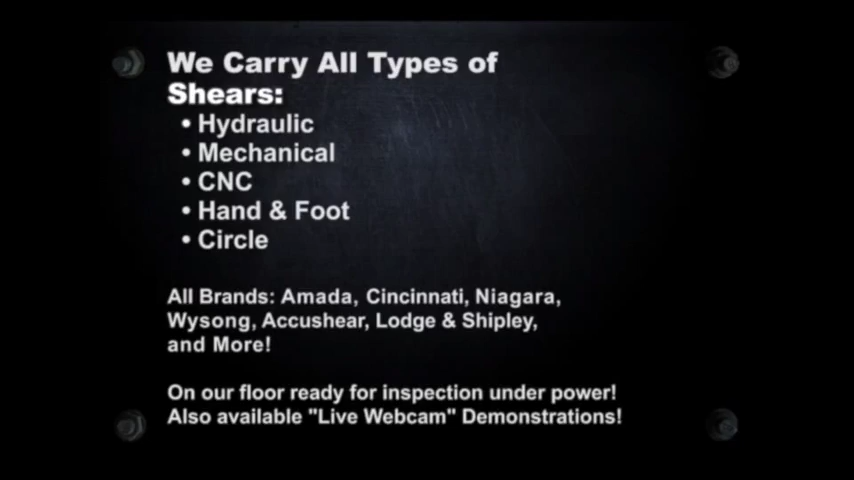 We Carry All Types of
Shears:
• Hydraulic
• Mechanical
• CNC
• Hand & Foot
• Circle
All Brands: Amada, Cincinnati, Niagara,
Wysong, Accushear, Lodge & Shipley,
and More!
On our floor ready for inspection under power!
Also available "Live Webcam" Demonstrations!